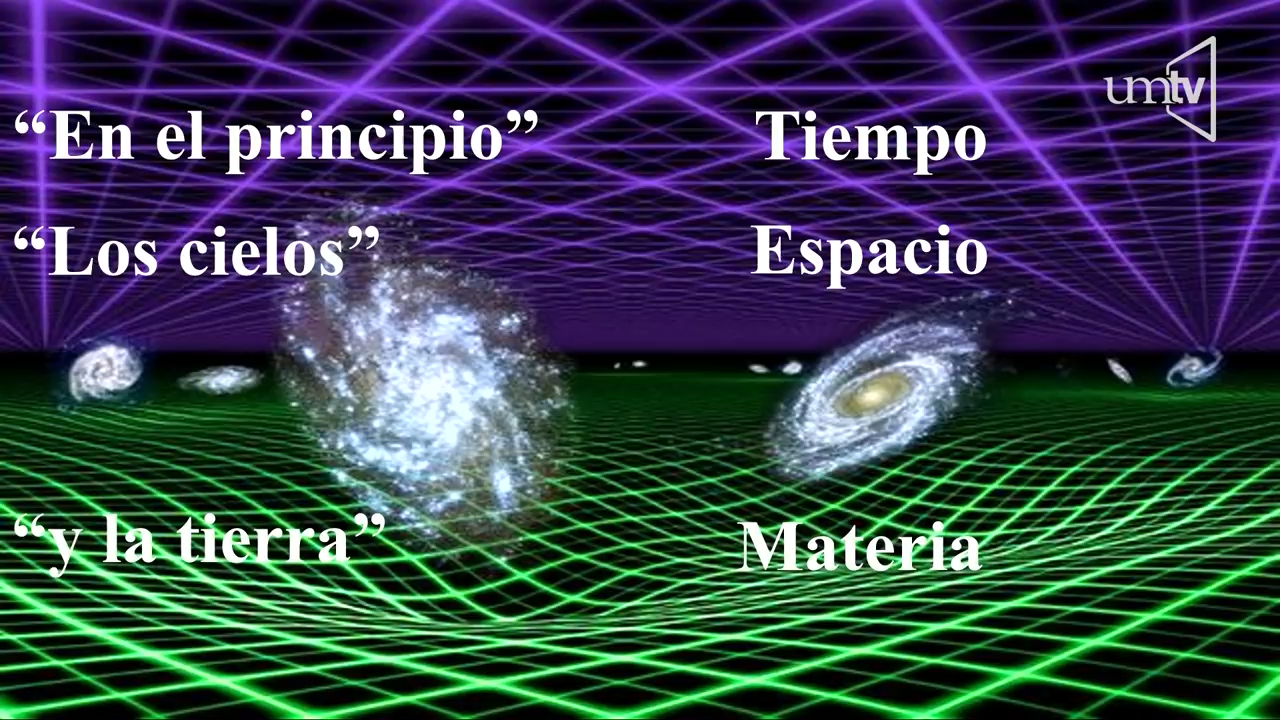 “En el principio” Tiempo
umtv
“Los cielos” Espacio
“y la tierra” Materia